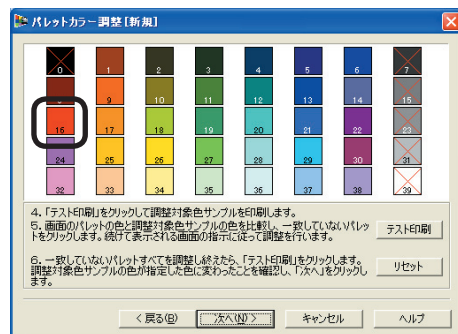 パレットカラー調整[新規]
0 1 2 3 4 5 6 7
8 9 10 11 12 13 14 15
16 17 18 19 20 21 22 23
24 25 26 27 28 29 30 31
32 33 34 35 36 37 38 39
4.「テスト印刷」をクリックして調整対象色サンプルを印刷します。
5. 画面のパレットの色と調整対象色サンプルの色を比較し、一致していないパレッ
トをクリックします。続けて表示される画面の指示に従って調整を行います。
テスト印刷
6. 一致していないパレットすべてを調整し終えたら、「テスト印刷」をクリックします。
調整対象色サンプルの色が指定した色に変わったことを確認し、「次へ」をクリックし
ます。
リセット
< 戻る(B) 次へ(N) > キャンセル ヘルプ